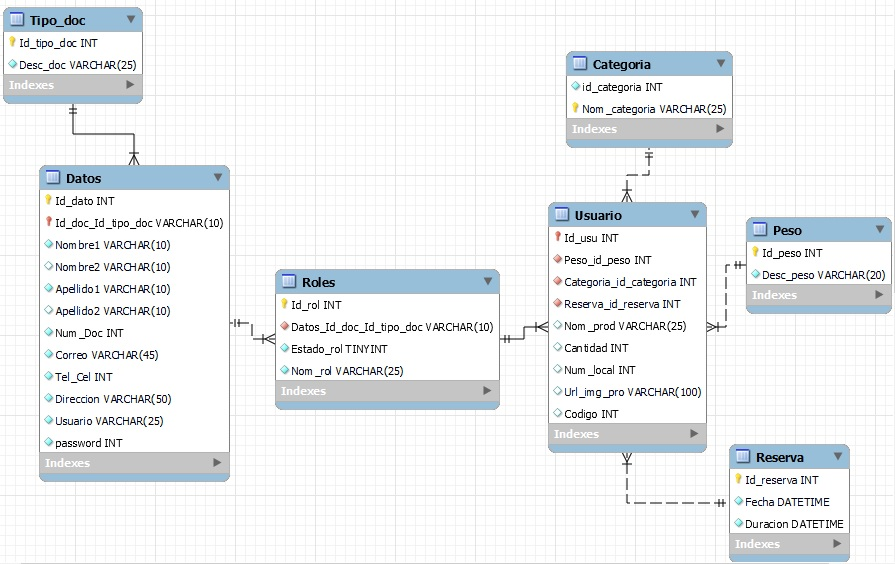 Tipo_doc
Id_tipo_doc INT
Desc_doc VARCHAR(25)
Indexes
Datos
Id_dato INT
Id_doc_Id_tipo_doc VARCHAR(10)
Nombre1 VARCHAR(10)
Nombre2 VARCHAR(10)
Apellido1 VARCHAR(10)
Apellido2 VARCHAR(10)
Num_Doc INT
Correo VARCHAR(45)
Tel_Cel INT
Direccion VARCHAR(50)
Usuario VARCHAR(25)
password INT
Indexes
Roles
Id_rol INT
Datos_Id_doc_Id_tipo_doc VARCHAR(10)
Estado_rol TINYINT
Nom_rol VARCHAR(25)
Indexes
Categoria
id_categoria INT
Nom_categoria VARCHAR(25)
Indexes
Usuario
Id_usu INT
Peso_id_peso INT
Categoria_id_categoria INT
Reserva_id_reserva INT
Nom_prod VARCHAR(25)
Cantidad INT
Num_local INT
Url_img_pro VARCHAR(100)
Codigo INT
Indexes
Peso
Id_peso INT
Desc_peso VARCHAR(20)
Indexes
Reserva
Id_reserva INT
Fecha DATETIME
Duracion DATETIME
Indexes